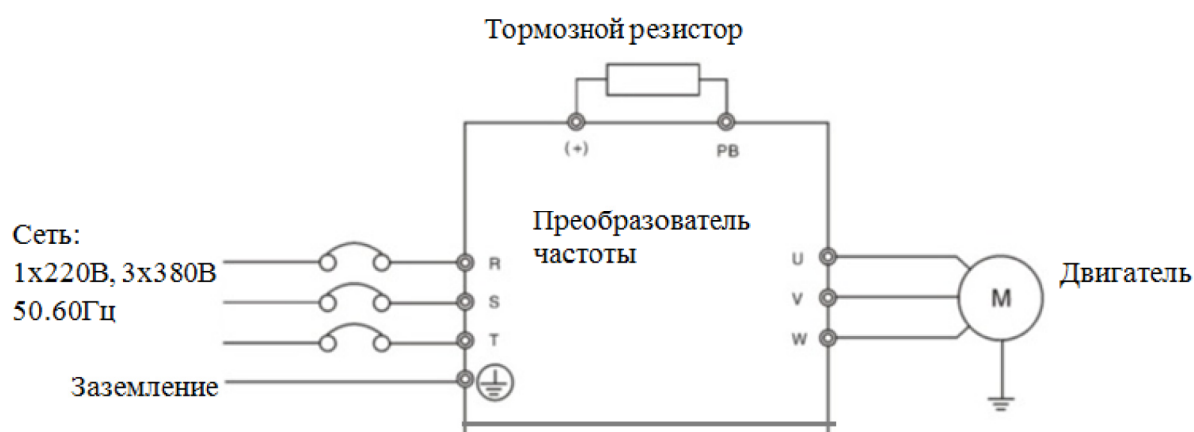 Тормозной резистор
(+)
PB
Преобразователь
частоты
Сеть:
1х220В, 3х380В
50.60Гц
R
S
T
U
V
W
M
Двигатель
Заземление